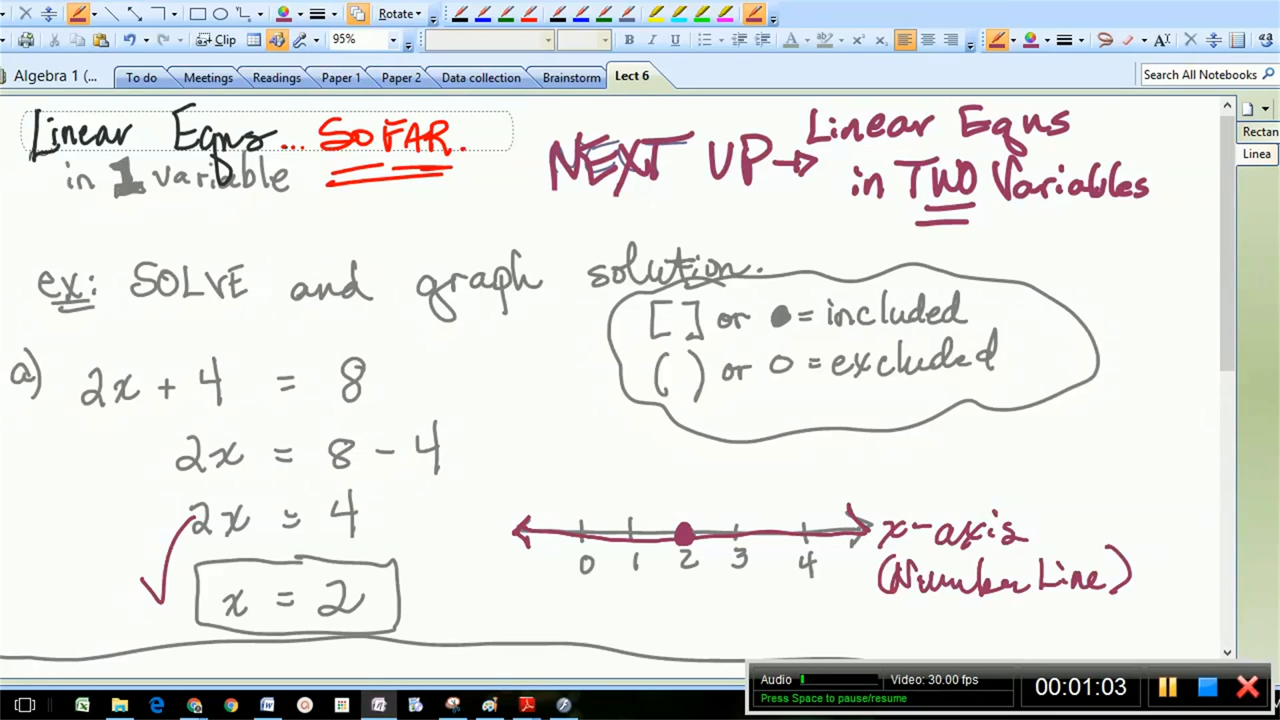 Rotate
Clip
95%
B I U
Algebra 1 (...
To do
Meetings
Readings
Paper 1
Paper 2
Data collection
Brainstorm
Lect 6
Search All Notebooks
Rectan
Linea
Linear Eqns... SO FAR.
in 1 variable
NEXT UP → Linear Eqns
in TWO Variables
ex: SOLVE and graph solution.
[ ] or ● = included
( ) or O = excluded
a) 2x + 4 = 8
2x = 8 - 4
2x = 4
x = 2
0 1 2 3 4
x-axis
(Number Line)
Audio
Video: 30.00 fps
Press Space to pause/resume
00:01:03